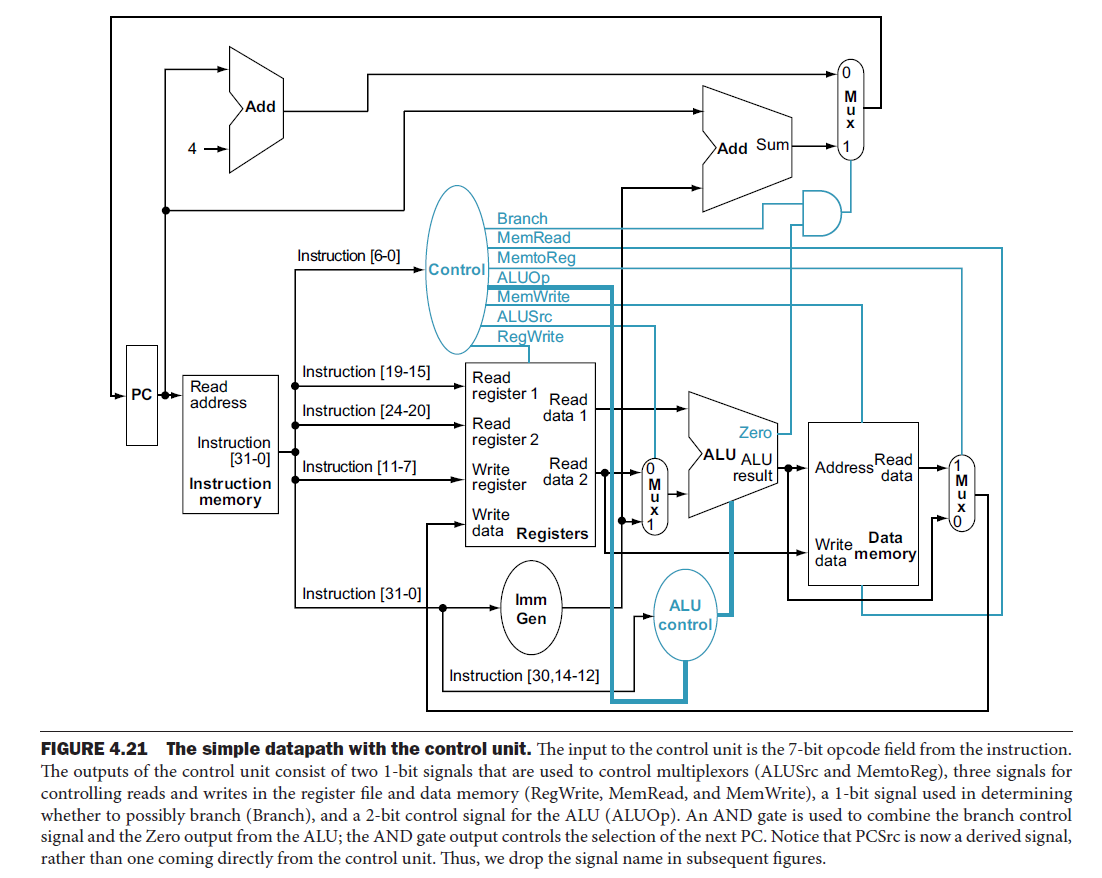 Add
4
Add Sum
0
M
u
x
1
Branch
MemRead
MemtoReg
ALUOp
MemWrite
ALUSrc
RegWrite
Control
Instruction [6-0]
PC
Read
address
Instruction
[31-0]
Instruction
memory
Instruction [19-15]
Instruction [24-20]
Instruction [11-7]
Instruction [31-0]
Read
register 1
Read
data 1
Read
register 2
Write
register
Read
data 2
Write
data
Registers
0
M
u
x
1
Zero
ALU
ALU
result
Address
Read
data
Write
data
Data
memory
1
M
u
x
0
Imm
Gen
ALU
control
Instruction [30,14-12]
FIGURE 4.21 The simple datapath with the control unit. The input to the control unit is the 7-bit opcode field from the instruction.
The outputs of the control unit consist of two 1-bit signals that are used to control multiplexors (ALUSrc and MemtoReg), three signals for
controlling reads and writes in the register file and data memory (RegWrite, MemRead, and MemWrite), a 1-bit signal used in determining
whether to possibly branch (Branch), and a 2-bit control signal for the ALU (ALUOp). An AND gate is used to combine the branch control
signal and the Zero output from the ALU; the AND gate output controls the selection of the next PC. Notice that PCSrc is now a derived signal,
rather than one coming directly from the control unit. Thus, we drop the signal name in subsequent figures.